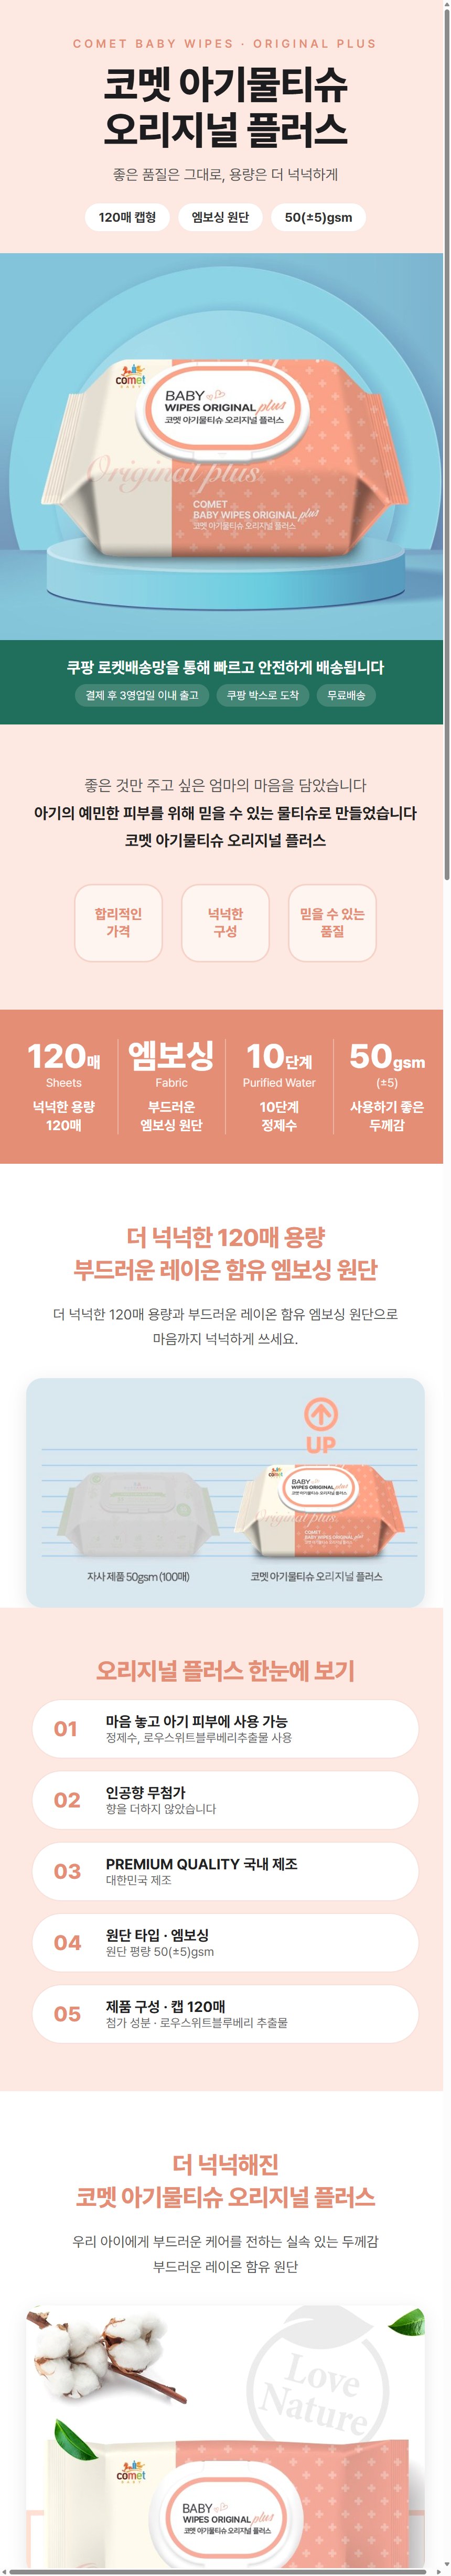 COMET BABY WIPES · ORIGINAL PLUS
코멧 아기물티슈
오리지널 플러스
좋은 품질은 그대로, 용량은 더 넉넉하게
120매 캡형
엠보싱 원단
50(±5)gsm
comet
BABY
BABY
WIPES ORIGINAL plus
코멧 아기물티슈 오리지널 플러스
Original plus
COMET
BABY WIPES ORIGINAL plus
코멧 아기물티슈 오리지널 플러스
쿠팡 로켓배송망을 통해 빠르고 안전하게 배송됩니다
결제 후 3영업일 이내 출고
쿠팡 박스로 도착
무료배송
좋은 것만 주고 싶은 엄마의 마음을 담았습니다
아기의 예민한 피부를 위해 믿을 수 있는 물티슈로 만들었습니다
코멧 아기물티슈 오리지널 플러스
합리적인
가격
넉넉한
구성
믿을 수 있는
품질
120매
Sheets
넉넉한 용량
120매
엠보싱
Fabric
부드러운
엠보싱 원단
10단계
Purified Water
10단계
정제수
50gsm
(±5)
사용하기 좋은
두께감
더 넉넉한 120매 용량
부드러운 레이온 함유 엠보싱 원단
더 넉넉한 120매 용량과 부드러운 레이온 함유 엠보싱 원단으로
마음까지 넉넉하게 쓰세요.
UP
comet
BABY
WIPES ORIGINAL plus
코멧 아기물티슈 오리지널 플러스
Original plus
COMET
BABY WIPES ORIGINAL plus
자사 제품 50gsm (100매)
코멧 아기물티슈 오리지널 플러스
오리지널 플러스 한눈에 보기
01
마음 놓고 아기 피부에 사용 가능
정제수, 로우스위트블루베리추출물 사용
02
인공향 무첨가
향을 더하지 않았습니다
03
PREMIUM QUALITY 국내 제조
대한민국 제조
04
원단 타입 · 엠보싱
원단 평량 50(±5)gsm
05
제품 구성 · 캡 120매
첨가 성분 · 로우스위트블루베리 추출물
더 넉넉해진
코멧 아기물티슈 오리지널 플러스
우리 아이에게 부드러운 케어를 전하는 실속 있는 두께감
부드러운 레이온 함유 원단
Love
Nature
comet
BABY
BABY
WIPES ORIGINAL plus
코멧 아기물티슈 오리지널 플러스